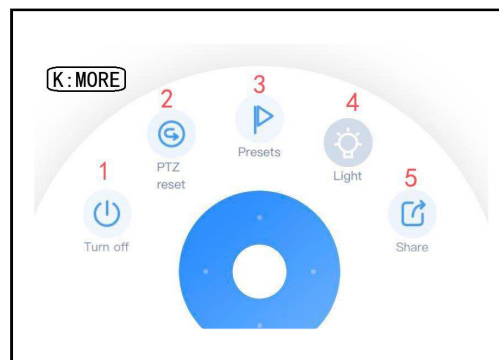 K:MORE
1
Turn off
2
PTZ
reset
3
Presets
4
Light
5
Share